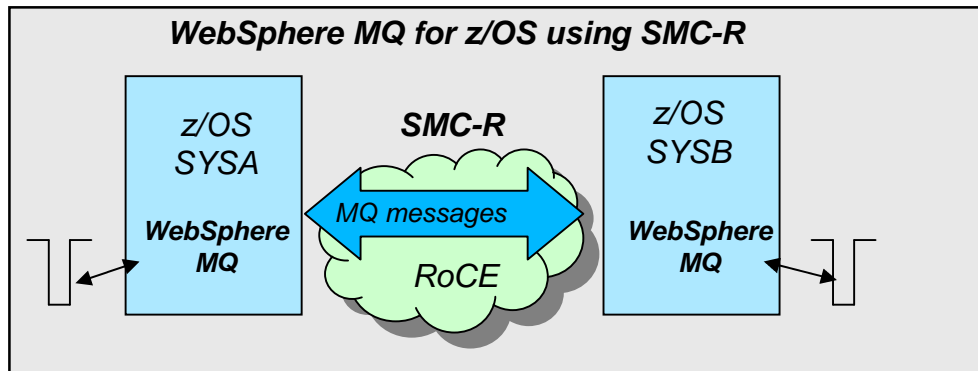 WebSphere MQ for z/OS using SMC-R
z/OS
SYSA
WebSphere
MQ
SMC-R
MQ messages
RoCE
z/OS
SYSB
WebSphere
MQ